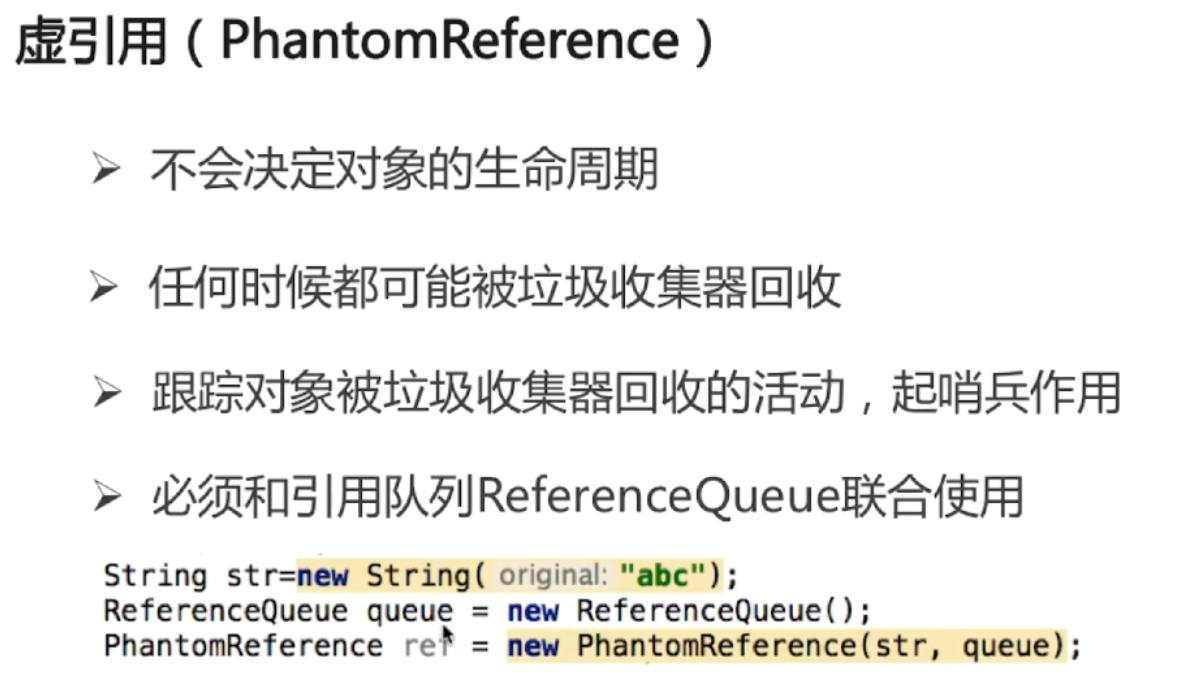 虚引用（PhantomReference）
➢ 不会决定对象的生命周期
➢ 任何时候都可能被垃圾收集器回收
➢ 跟踪对象被垃圾收集器回收的活动，起哨兵作用
➢ 必须和引用队列ReferenceQueue联合使用
String str=new String( original: "abc");
ReferenceQueue queue = new ReferenceQueue();
PhantomReference ref = new PhantomReference(str, queue);